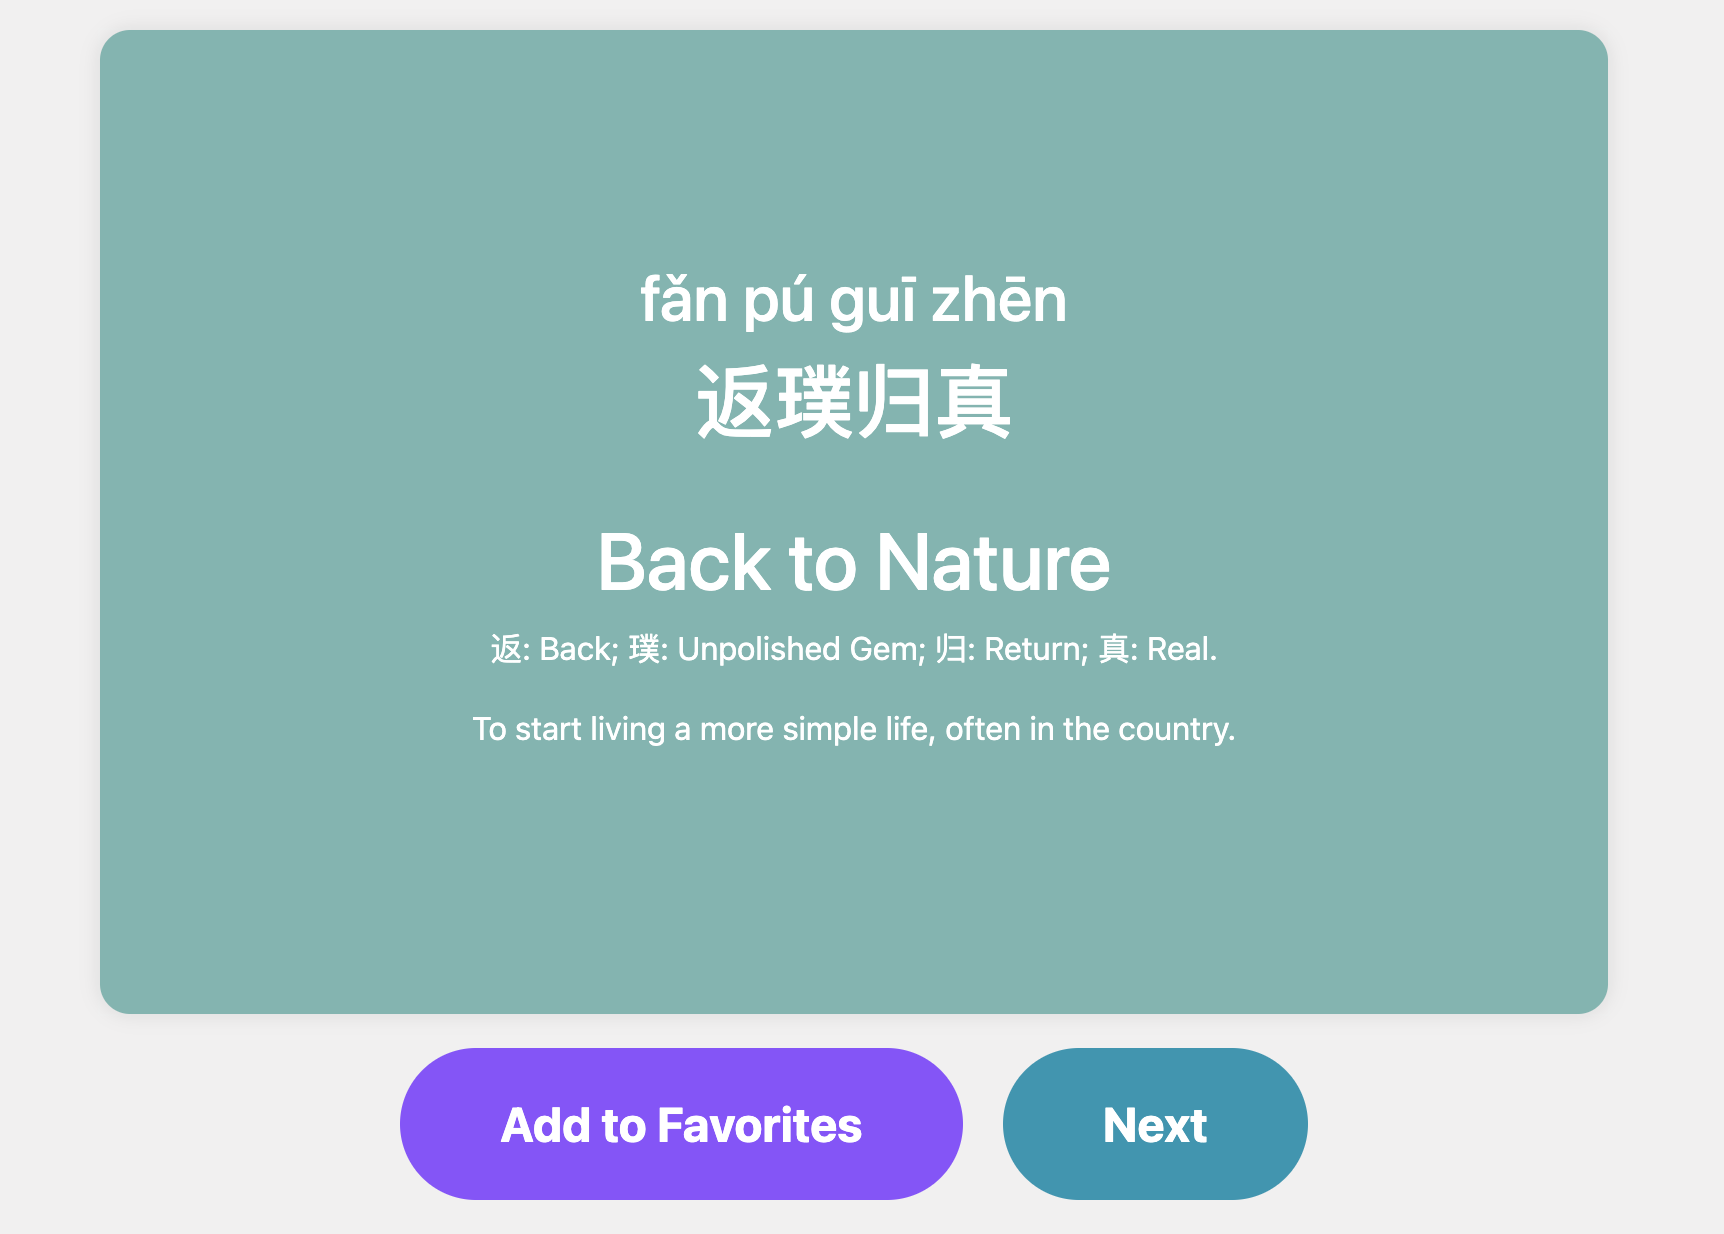 fǎn pú guī zhēn
返璞归真
Back to Nature
返: Back; 璞: Unpolished Gem; 归: Return; 真: Real.
To start living a more simple life, often in the country.
Add to Favorites
Next